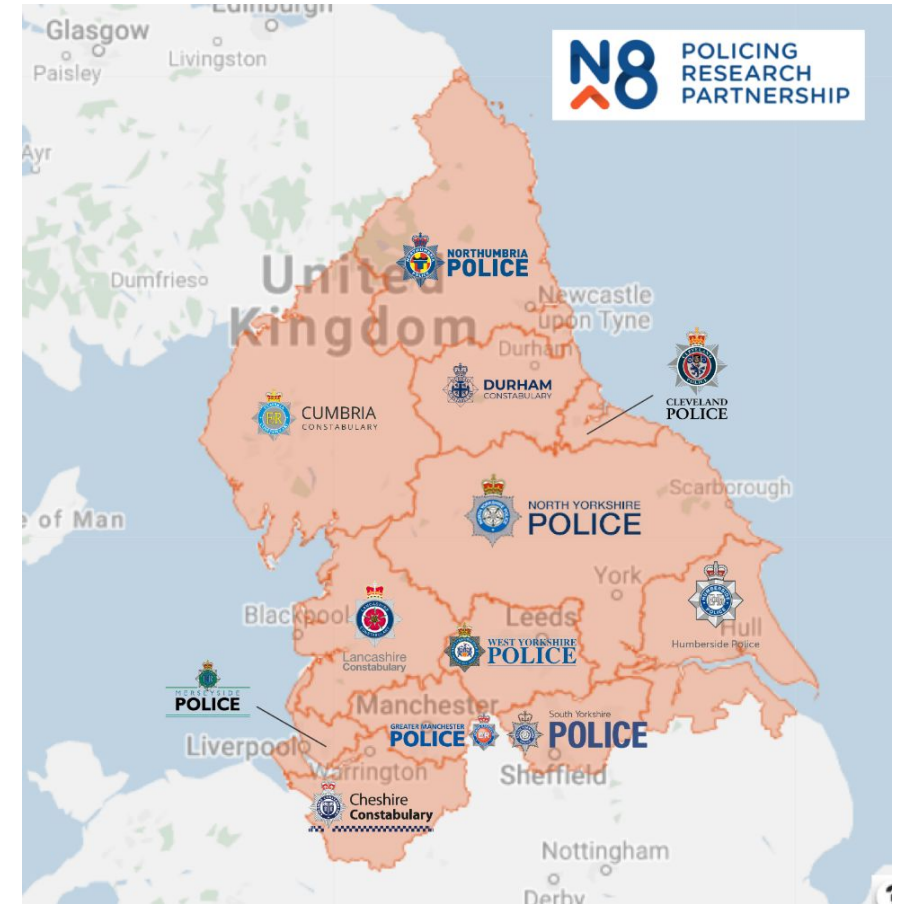 Edinburgh
Glasgow
Livingston
Paisley
N8 POLICING
RESEARCH
PARTNERSHIP
Ayr
NORTHUMBRIA
POLICE
Dumfries
United
Kingdom
Newcastle
upon Tyne
Durham
DURHAM
CONSTABULARY
CLEVELAND
POLICE
CUMBRIA
CONSTABULARY
e of Man
Scarborough
NORTH YORKSHIRE
POLICE
York
Blackpool
Leeds
Hull
Humberside Police
Lancashire
Constabulary
WEST YORKSHIRE
POLICE
MERSEYSIDE
POLICE
Manchester
GREATER MANCHESTER
POLICE
South Yorkshire
POLICE
Liverpool
Warrington
Sheffield
Cheshire
Constabulary
Nottingham
Derby